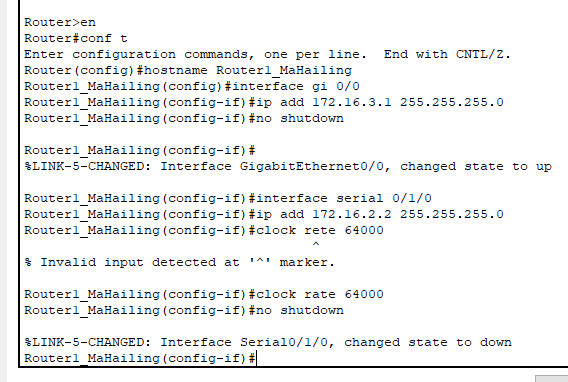 Router>en
Router#conf t
Enter configuration commands, one per line.  End with CNTL/Z.
Router(config)#hostname Router1_MaHailing
Router1_MaHailing(config)#interface gi 0/0
Router1_MaHailing(config-if)#ip add 172.16.3.1 255.255.255.0
Router1_MaHailing(config-if)#no shutdown
Router1_MaHailing(config-if)#
%LINK-5-CHANGED: Interface GigabitEthernet0/0, changed state to up
Router1_MaHailing(config-if)#interface serial 0/1/0
Router1_MaHailing(config-if)#ip add 172.16.2.2 255.255.255.0
Router1_MaHailing(config-if)#clock rete 64000
^
% Invalid input detected at '^' marker.
Router1_MaHailing(config-if)#clock rate 64000
Router1_MaHailing(config-if)#no shutdown
%LINK-5-CHANGED: Interface Serial0/1/0, changed state to down
Router1_MaHailing(config-if)#